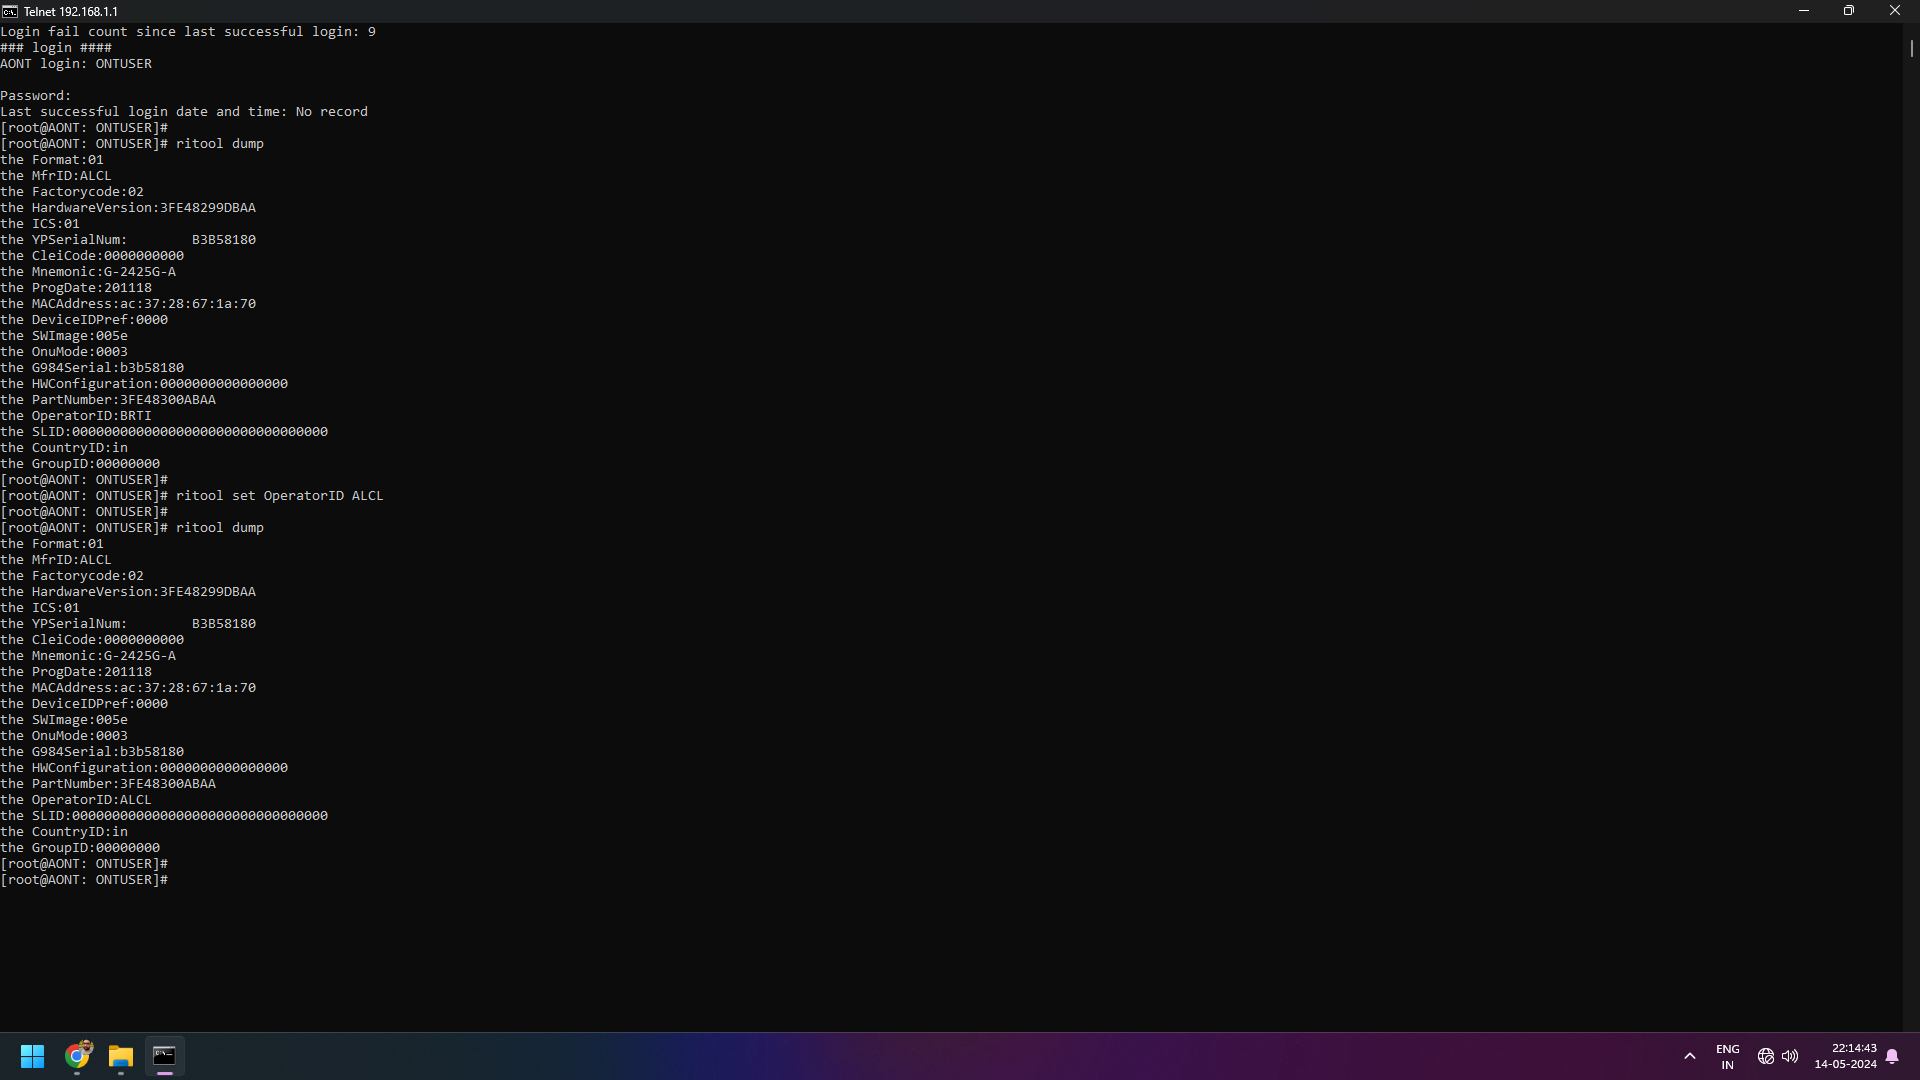 Telnet 192.168.1.1
Login fail count since last successful login: 9
### login ####
AONT login: ONTUSER
Password:
Last successful login date and time: No record
[root@AONT: ONTUSER]#
[root@AONT: ONTUSER]# ritool dump
the Format:01
the MfrID:ALCL
the Factorycode:02
the HardwareVersion:3FE48299DBAA
the ICS:01
the YPSerialNum:        B3B58180
the CleiCode:0000000000
the Mnemonic:G-2425G-A
the ProgDate:201118
the MACAddress:ac:37:28:67:1a:70
the DeviceIDPref:0000
the SWImage:005e
the OnuMode:0003
the G984Serial:b3b58180
the HWConfiguration:0000000000000000
the PartNumber:3FE48300ABAA
the OperatorID:BRTI
the SLID:00000000000000000000000000000000
the CountryID:in
the GroupID:00000000
[root@AONT: ONTUSER]#
[root@AONT: ONTUSER]# ritool set OperatorID ALCL
[root@AONT: ONTUSER]#
[root@AONT: ONTUSER]# ritool dump
the Format:01
the MfrID:ALCL
the Factorycode:02
the HardwareVersion:3FE48299DBAA
the ICS:01
the YPSerialNum:        B3B58180
the CleiCode:0000000000
the Mnemonic:G-2425G-A
the ProgDate:201118
the MACAddress:ac:37:28:67:1a:70
the DeviceIDPref:0000
the SWImage:005e
the OnuMode:0003
the G984Serial:b3b58180
the HWConfiguration:0000000000000000
the PartNumber:3FE48300ABAA
the OperatorID:ALCL
the SLID:00000000000000000000000000000000
the CountryID:in
the GroupID:00000000
[root@AONT: ONTUSER]#
[root@AONT: ONTUSER]#
ENG
IN
22:14:43
14-05-2024